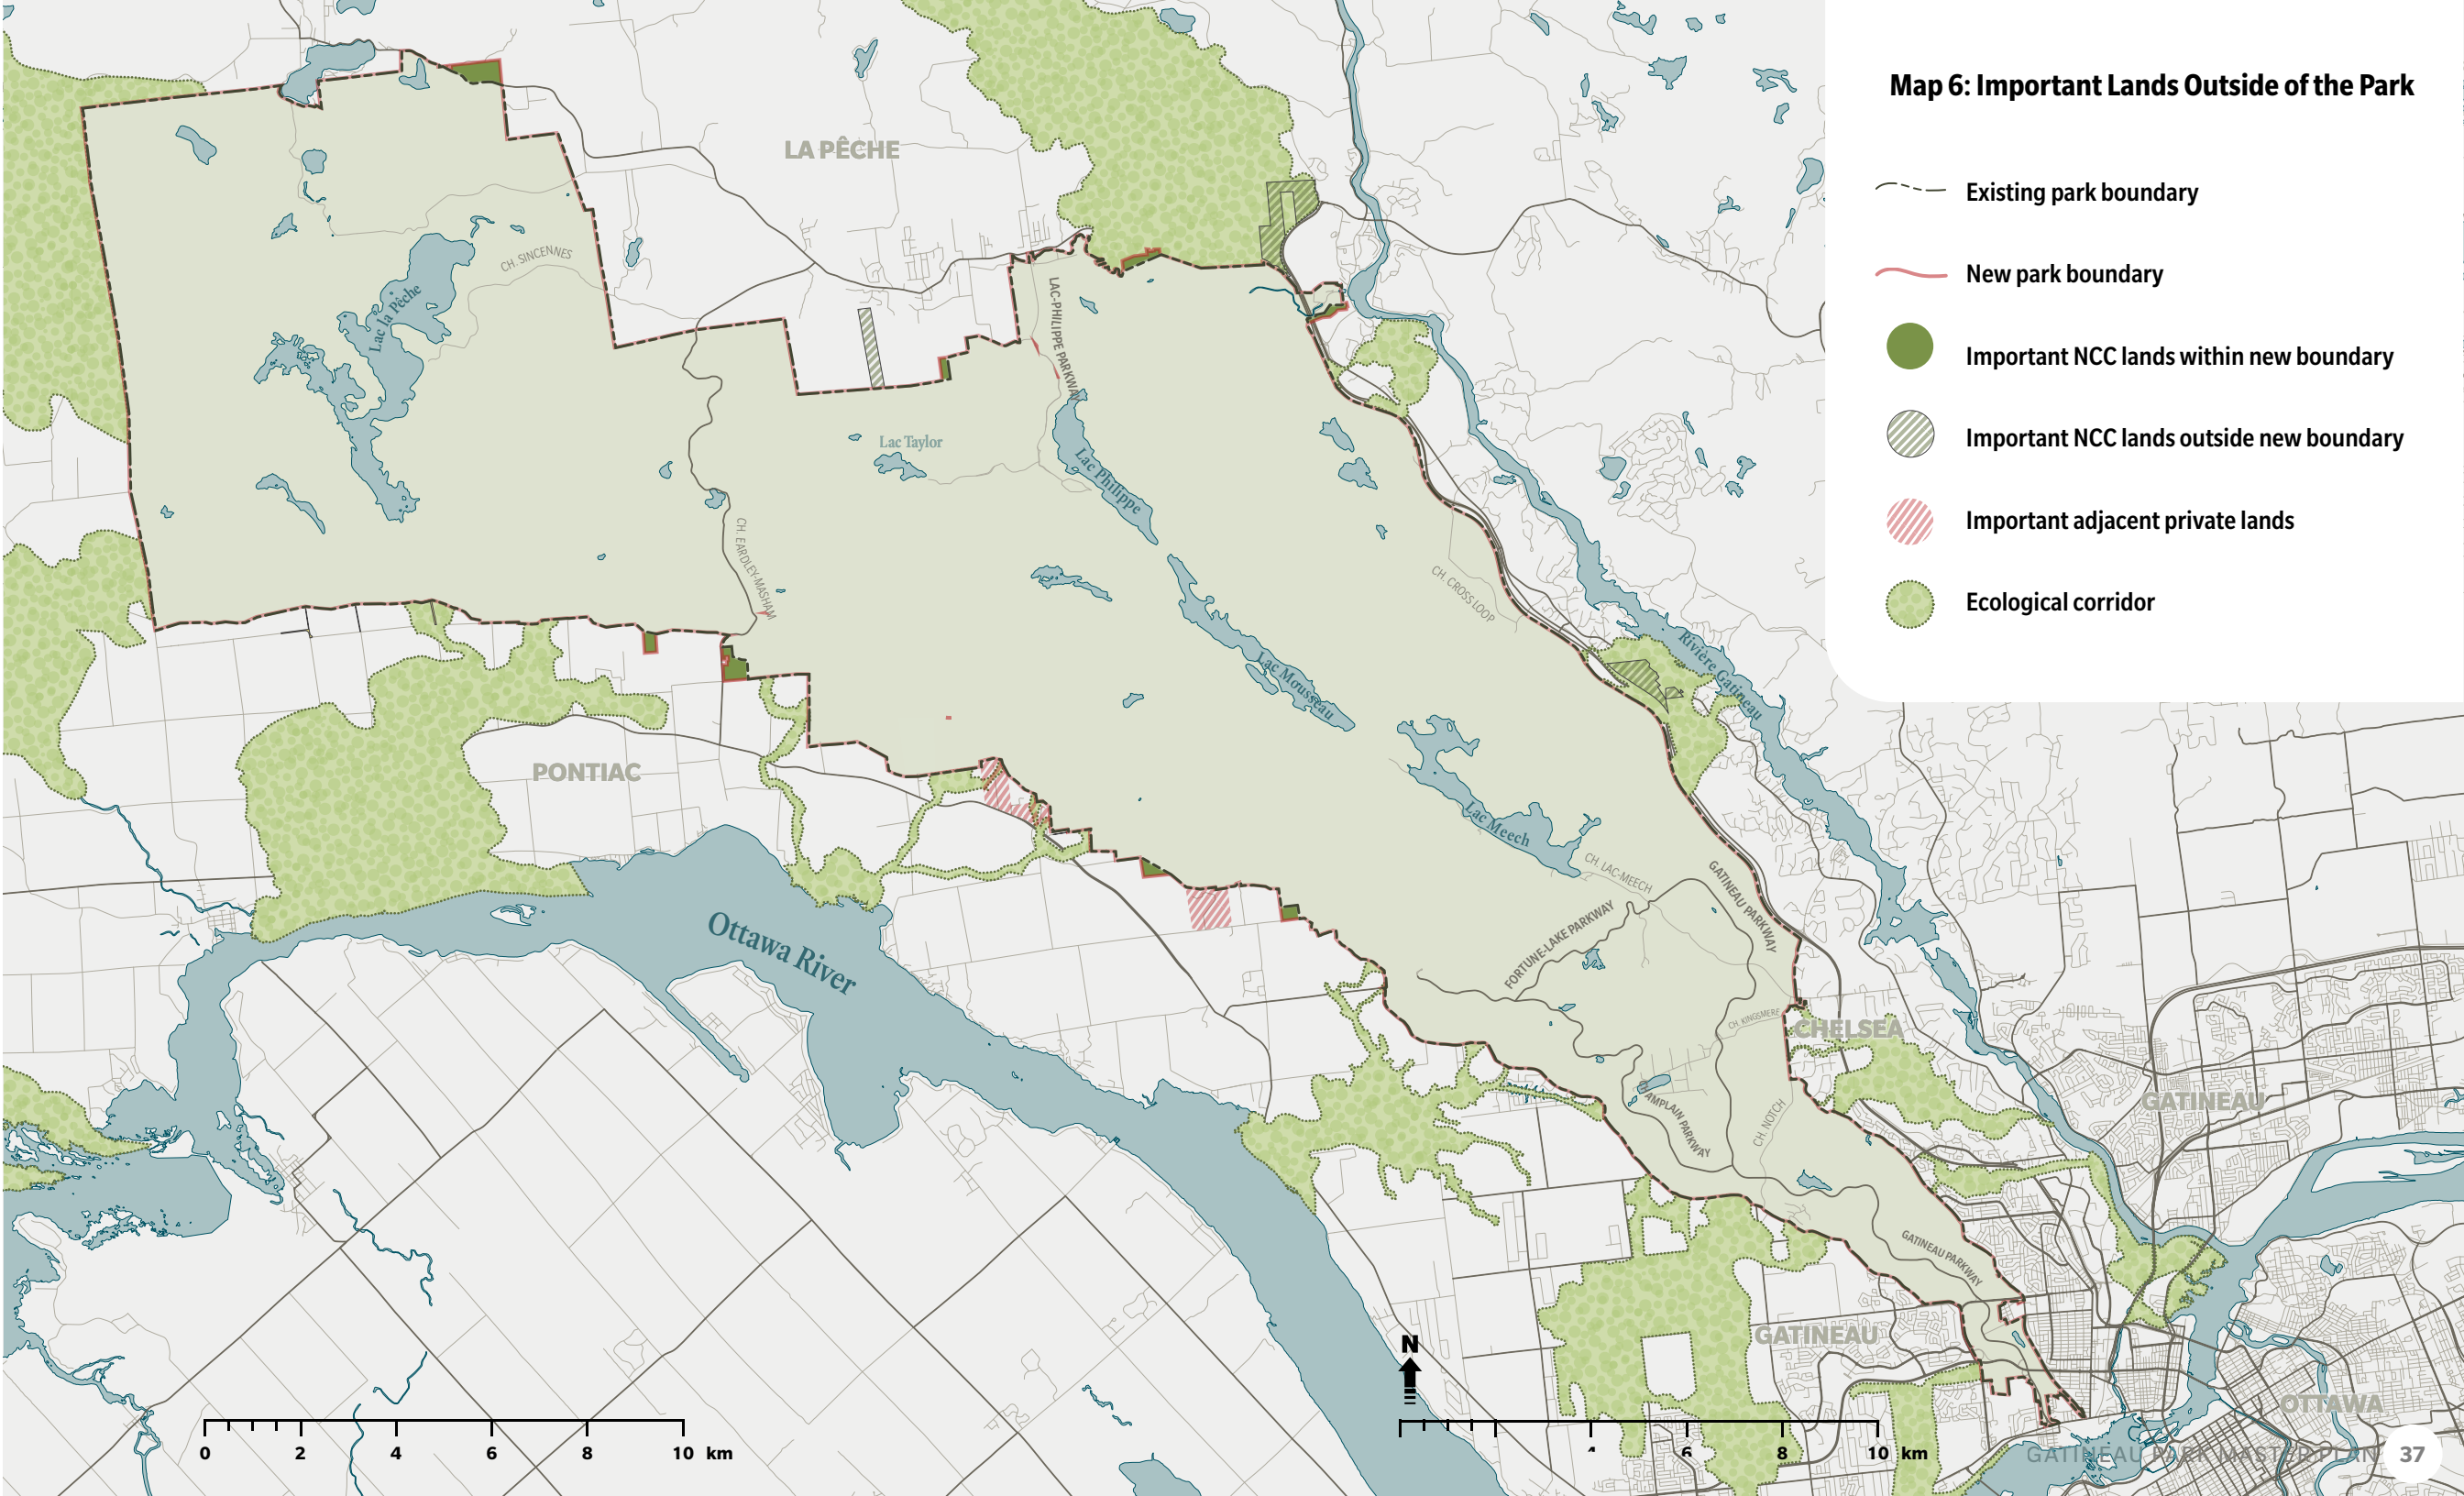 Map 6: Important Lands Outside of the Park
Existing park boundary
New park boundary
Important NCC lands within new boundary
Important NCC lands outside new boundary
Important adjacent private lands
Ecological corridor
LA PÊCHE
CH. SINCENNES
Lac la Pêche
LAC-PHILIPPE PARKWAY
Lac Taylor
Lac Philippe
CH. EARDLEY-MASHAM
CH. CROSS LOOP
Rivière Gatineau
Lac Mousseau
PONTIAC
Lac Meech
CH. LAC-MEECH
GATINEAU PARKWAY
FORTUNE-LAKE PARKWAY
Ottawa River
CH. KINGSMERE
CHELSEA
GATINEAU
CHAMPLAIN PARKWAY
CH. NOTCH
GATINEAU PARKWAY
GATINEAU
OTTAWA
N
0 2 4 6 8 10 km
4 6 8 10 km
GATINEAU PARK MASTER PLAN 37